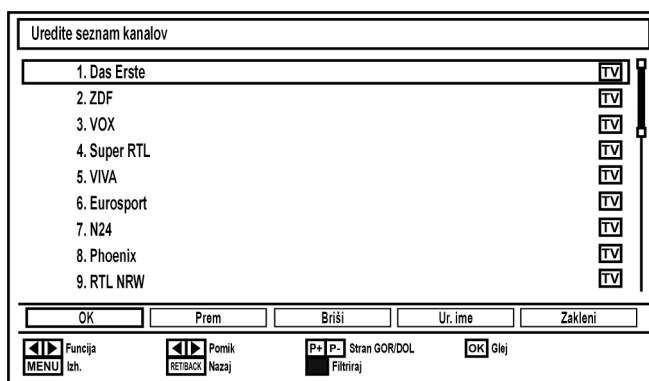 Uredite seznam kanalov
1. Das Erste TV
2. ZDF TV
3. VOX TV
4. Super RTL TV
5. VIVA TV
6. Eurosport TV
7. N24 TV
8. Phoenix TV
9. RTL NRW TV
OK Prem Briši Ur. ime Zakleni
Funcija Pomik P+ P- Stran GOR/DOL OK Glej
MENU Izh. RET/BACK Nazaj Filtriraj